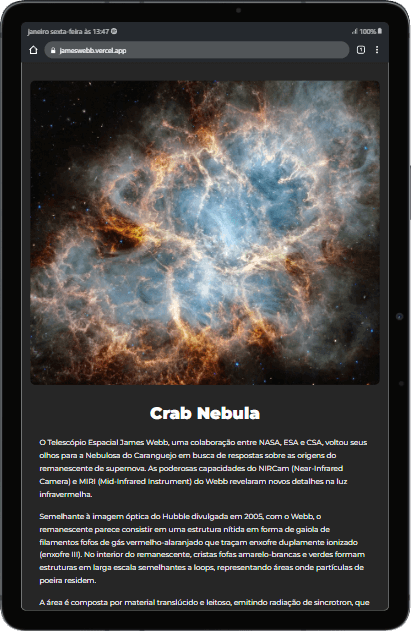 Janeiro sexta-feira às 13:47
100%
jameswebb.vercel.app
1
Crab Nebula
O Telescópio Espacial James Webb, uma colaboração entre NASA, ESA e CSA, voltou seus
olhos para a Nebulosa do Caranguejo em busca de respostas sobre as origens do
remanescente de supernova. As poderosas capacidades do NIRCam (Near-Infrared
Camera) e MIRI (Mid-Infrared Instrument) do Webb revelaram novos detalhes na luz
infravermelha.
Semelhante à imagem óptica do Hubble divulgada em 2005, com o Webb, o
remanescente parece consistir em uma estrutura nítida em forma de gaiola de
filamentos fofos de gás vermelho-alaranjado que traçam enxofre duplamente ionizado
(enxofre III). No interior do remanescente, cristas fofas amarelo-brancas e verdes formam
estruturas em larga escala semelhantes a loops, representando áreas onde partículas de
poeira residem.
A área é composta por material translúcido e leitoso, emitindo radiação de síncrotron, que